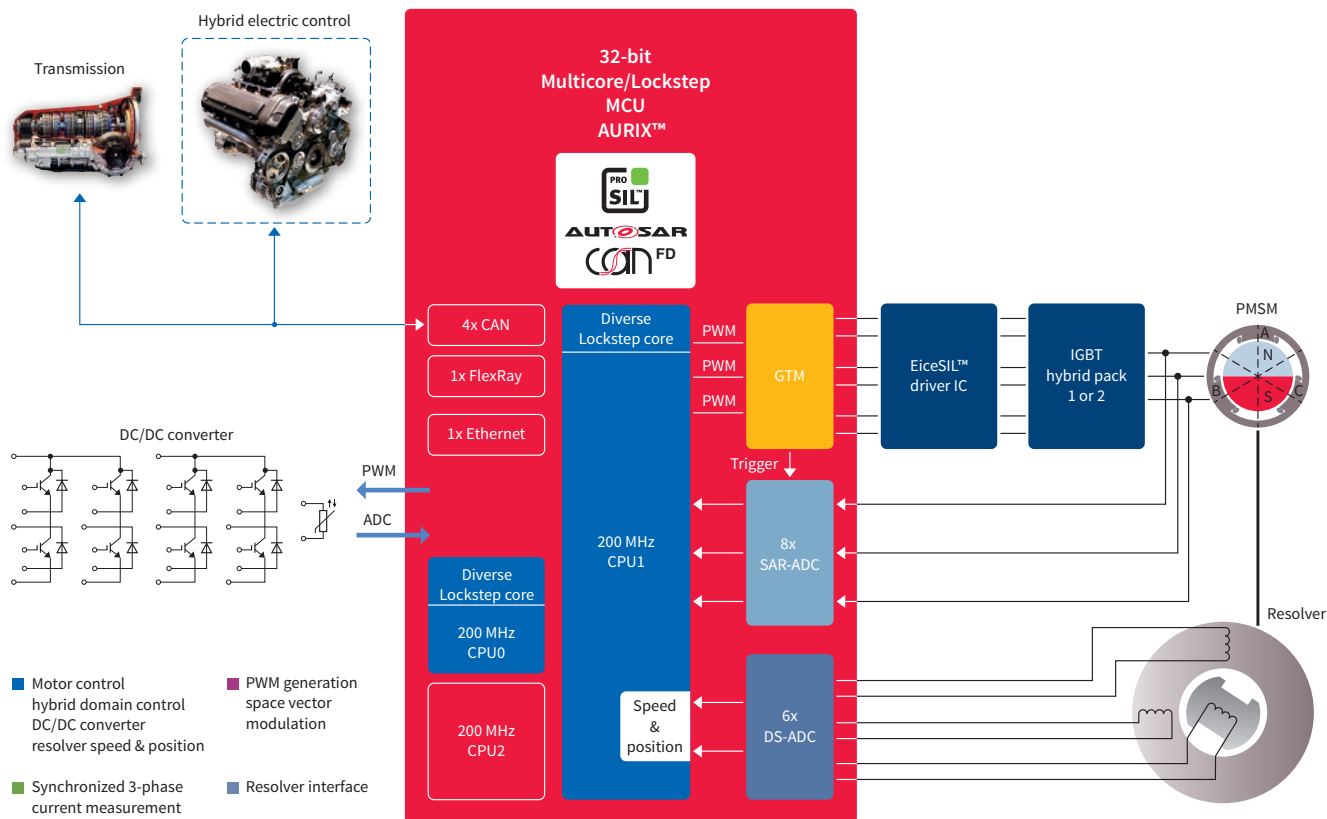 Hybrid electric control
Transmission
32-bit
Multicore/Lockstep
MCU
AURIX™
PRO
SIL™
AUTOSAR
CAN FD
4x CAN
1x FlexRay
1x Ethernet
Diverse
Lockstep core
200 MHz
CPU1
PWM
PWM
PWM
GTM
Trigger
EiceSIL™
driver IC
IGBT
hybrid pack
1 or 2
PMSM
A
N
B
S
C
DC/DC converter
PWM
ADC
8x
SAR-ADC
Diverse
Lockstep core
200 MHz
CPU0
200 MHz
CPU2
Speed
&
position
6x
DS-ADC
Resolver
Motor control
hybrid domain control
DC/DC converter
resolver speed & position
PWM generation
space vector
modulation
Synchronized 3-phase
current measurement
Resolver interface